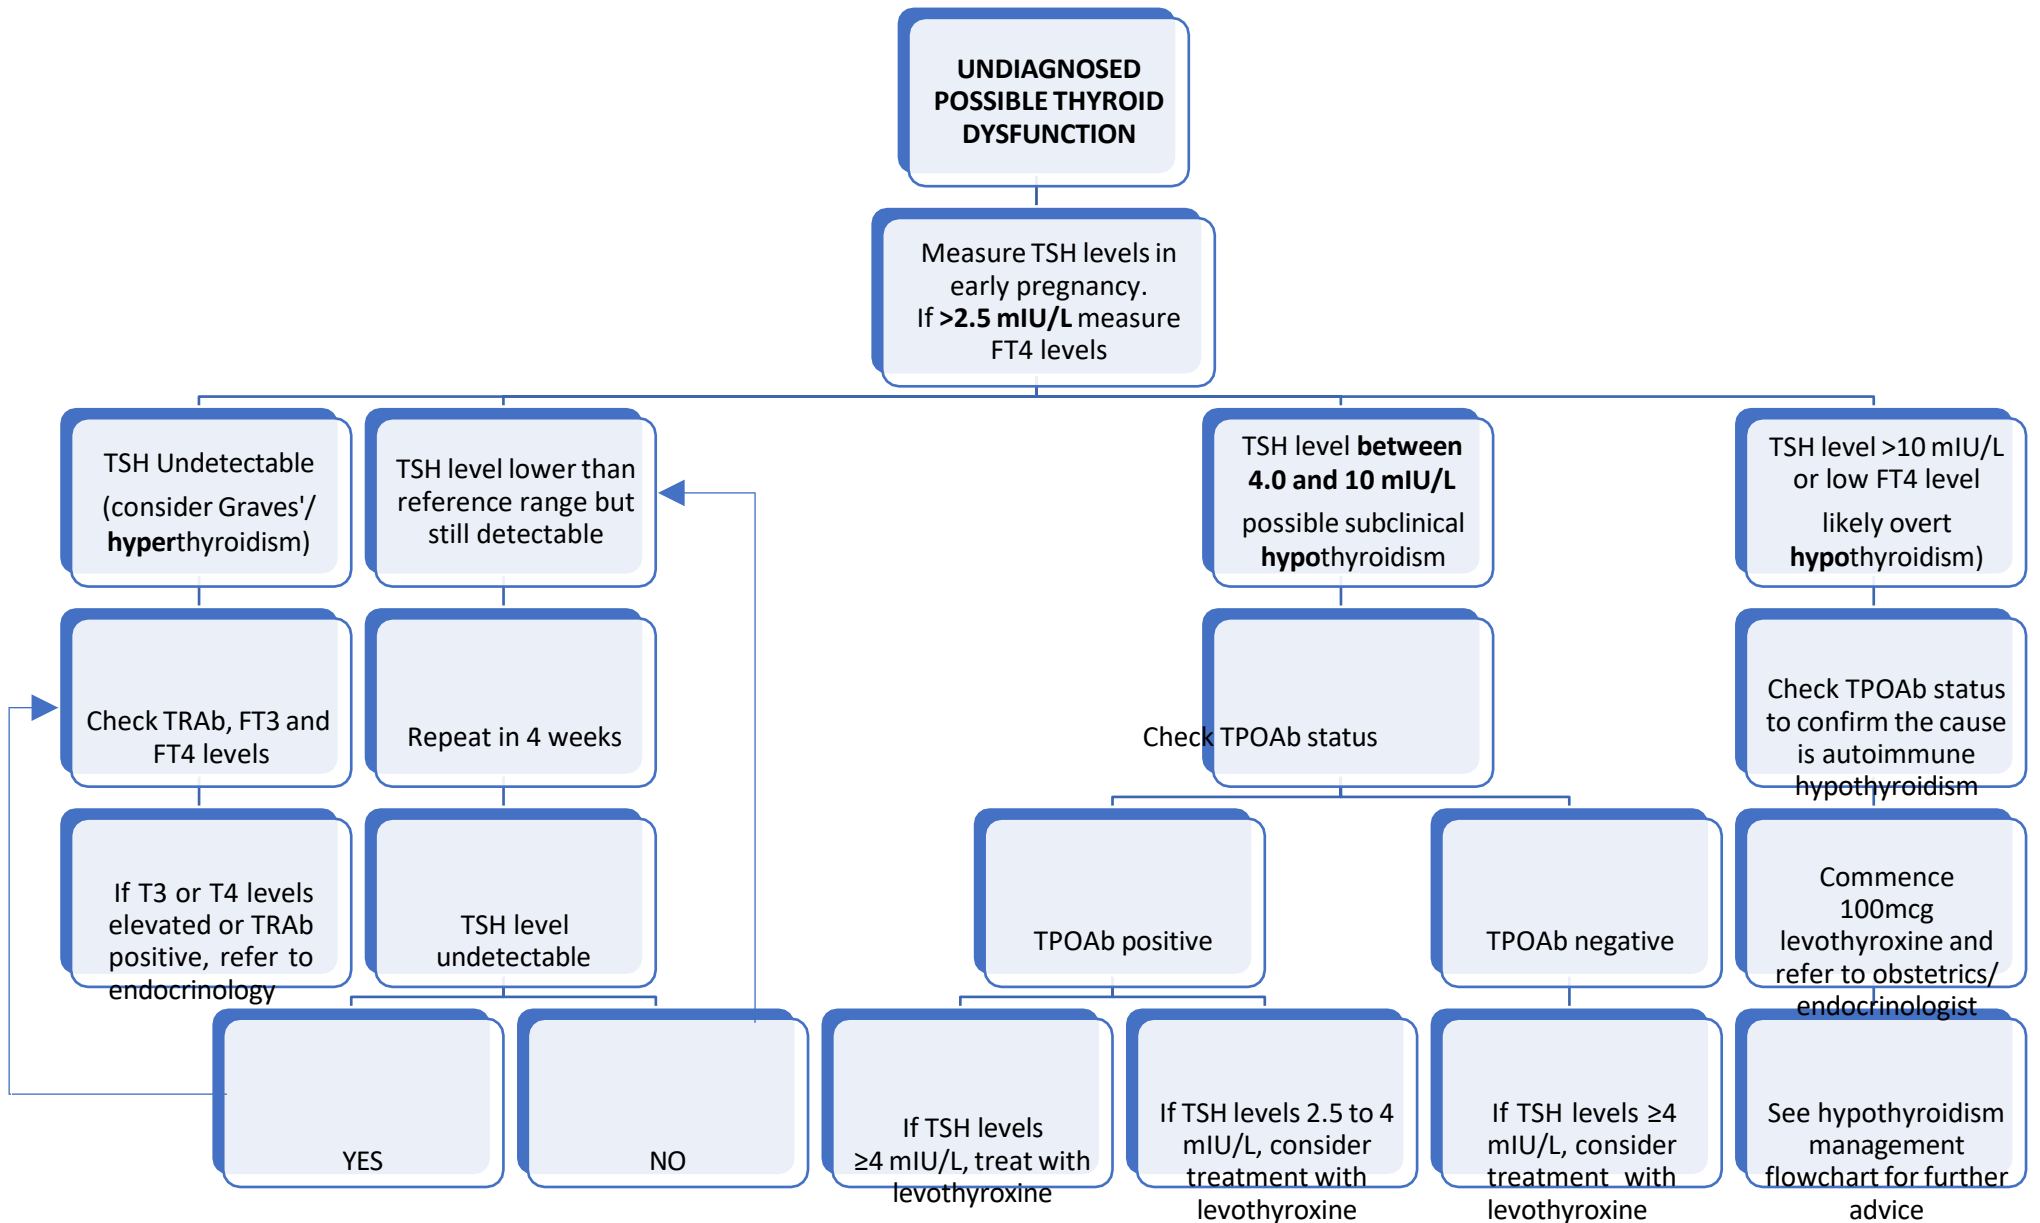 UNDIAGNOSED
POSSIBLE THYROID
DYSFUNCTION
Measure TSH levels in
early pregnancy.
If >2.5 mIU/L measure
FT4 levels
TSH Undetectable
(consider Graves'/
hyperthyroidism)
TSH level lower than
reference range but
still detectable
TSH level between
4.0 and 10 mIU/L
possible subclinical
hypothyroidism
TSH level >10 mIU/L
or low FT4 level
likely overt
hypothyroidism)
Check TRAb, FT3 and
FT4 levels
Repeat in 4 weeks
Check TPOAb status
Check TPOAb status
to confirm the cause
is autoimmune
hypothyroidism
If T3 or T4 levels
elevated or TRAb
positive, refer to
endocrinology
TSH level
undetectable
TPOAb positive
TPOAb negative
Commence
100mcg
levothyroxine and
refer to obstetrics/
endocrinologist
YES
NO
If TSH levels
≥4 mIU/L, treat with
levothyroxine
If TSH levels 2.5 to 4
mIU/L, consider
treatment with
levothyroxine
If TSH levels ≥4
mIU/L, consider
treatment with
levothyroxine
See hypothyroidism
management
flowchart for further
advice